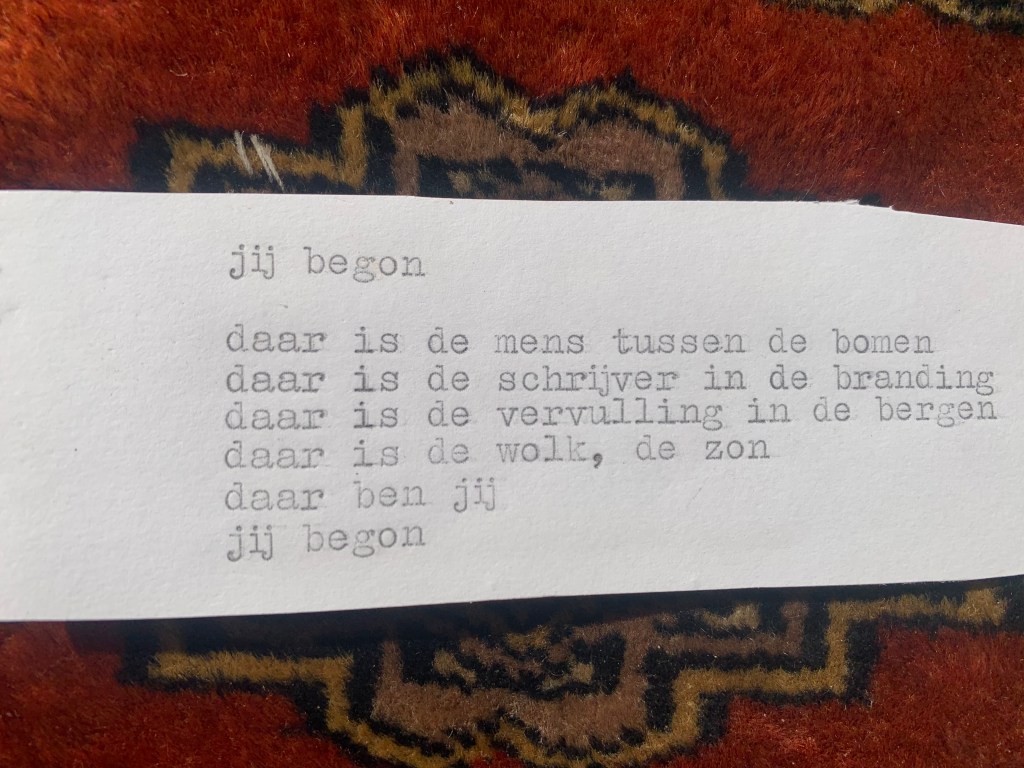 jij begon
daar is de mens tussen de bomen
daar is de schrijver in de branding
daar is de vervulling in de bergen
daar is de wolk, de zon
daar ben jij
jij begon